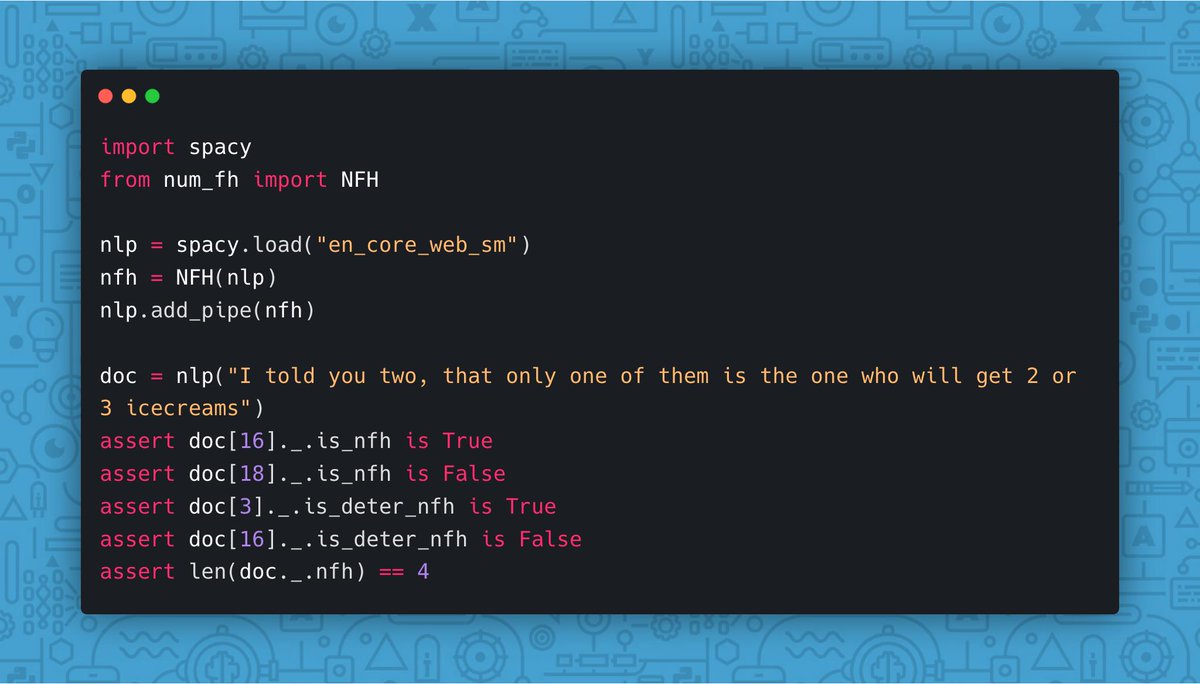 import spacy
from num_fh import NFH
nlp = spacy.load("en_core_web_sm")
nfh = NFH(nlp)
nlp.add_pipe(nfh)
doc = nlp("I told you two, that only one of them is the one who will get 2 or
3 icecreams")
assert doc[16]._.is_nfh is True
assert doc[18]._.is_nfh is False
assert doc[3]._.is_deter_nfh is True
assert doc[16]._.is_deter_nfh is False
assert len(doc._.nfh) == 4